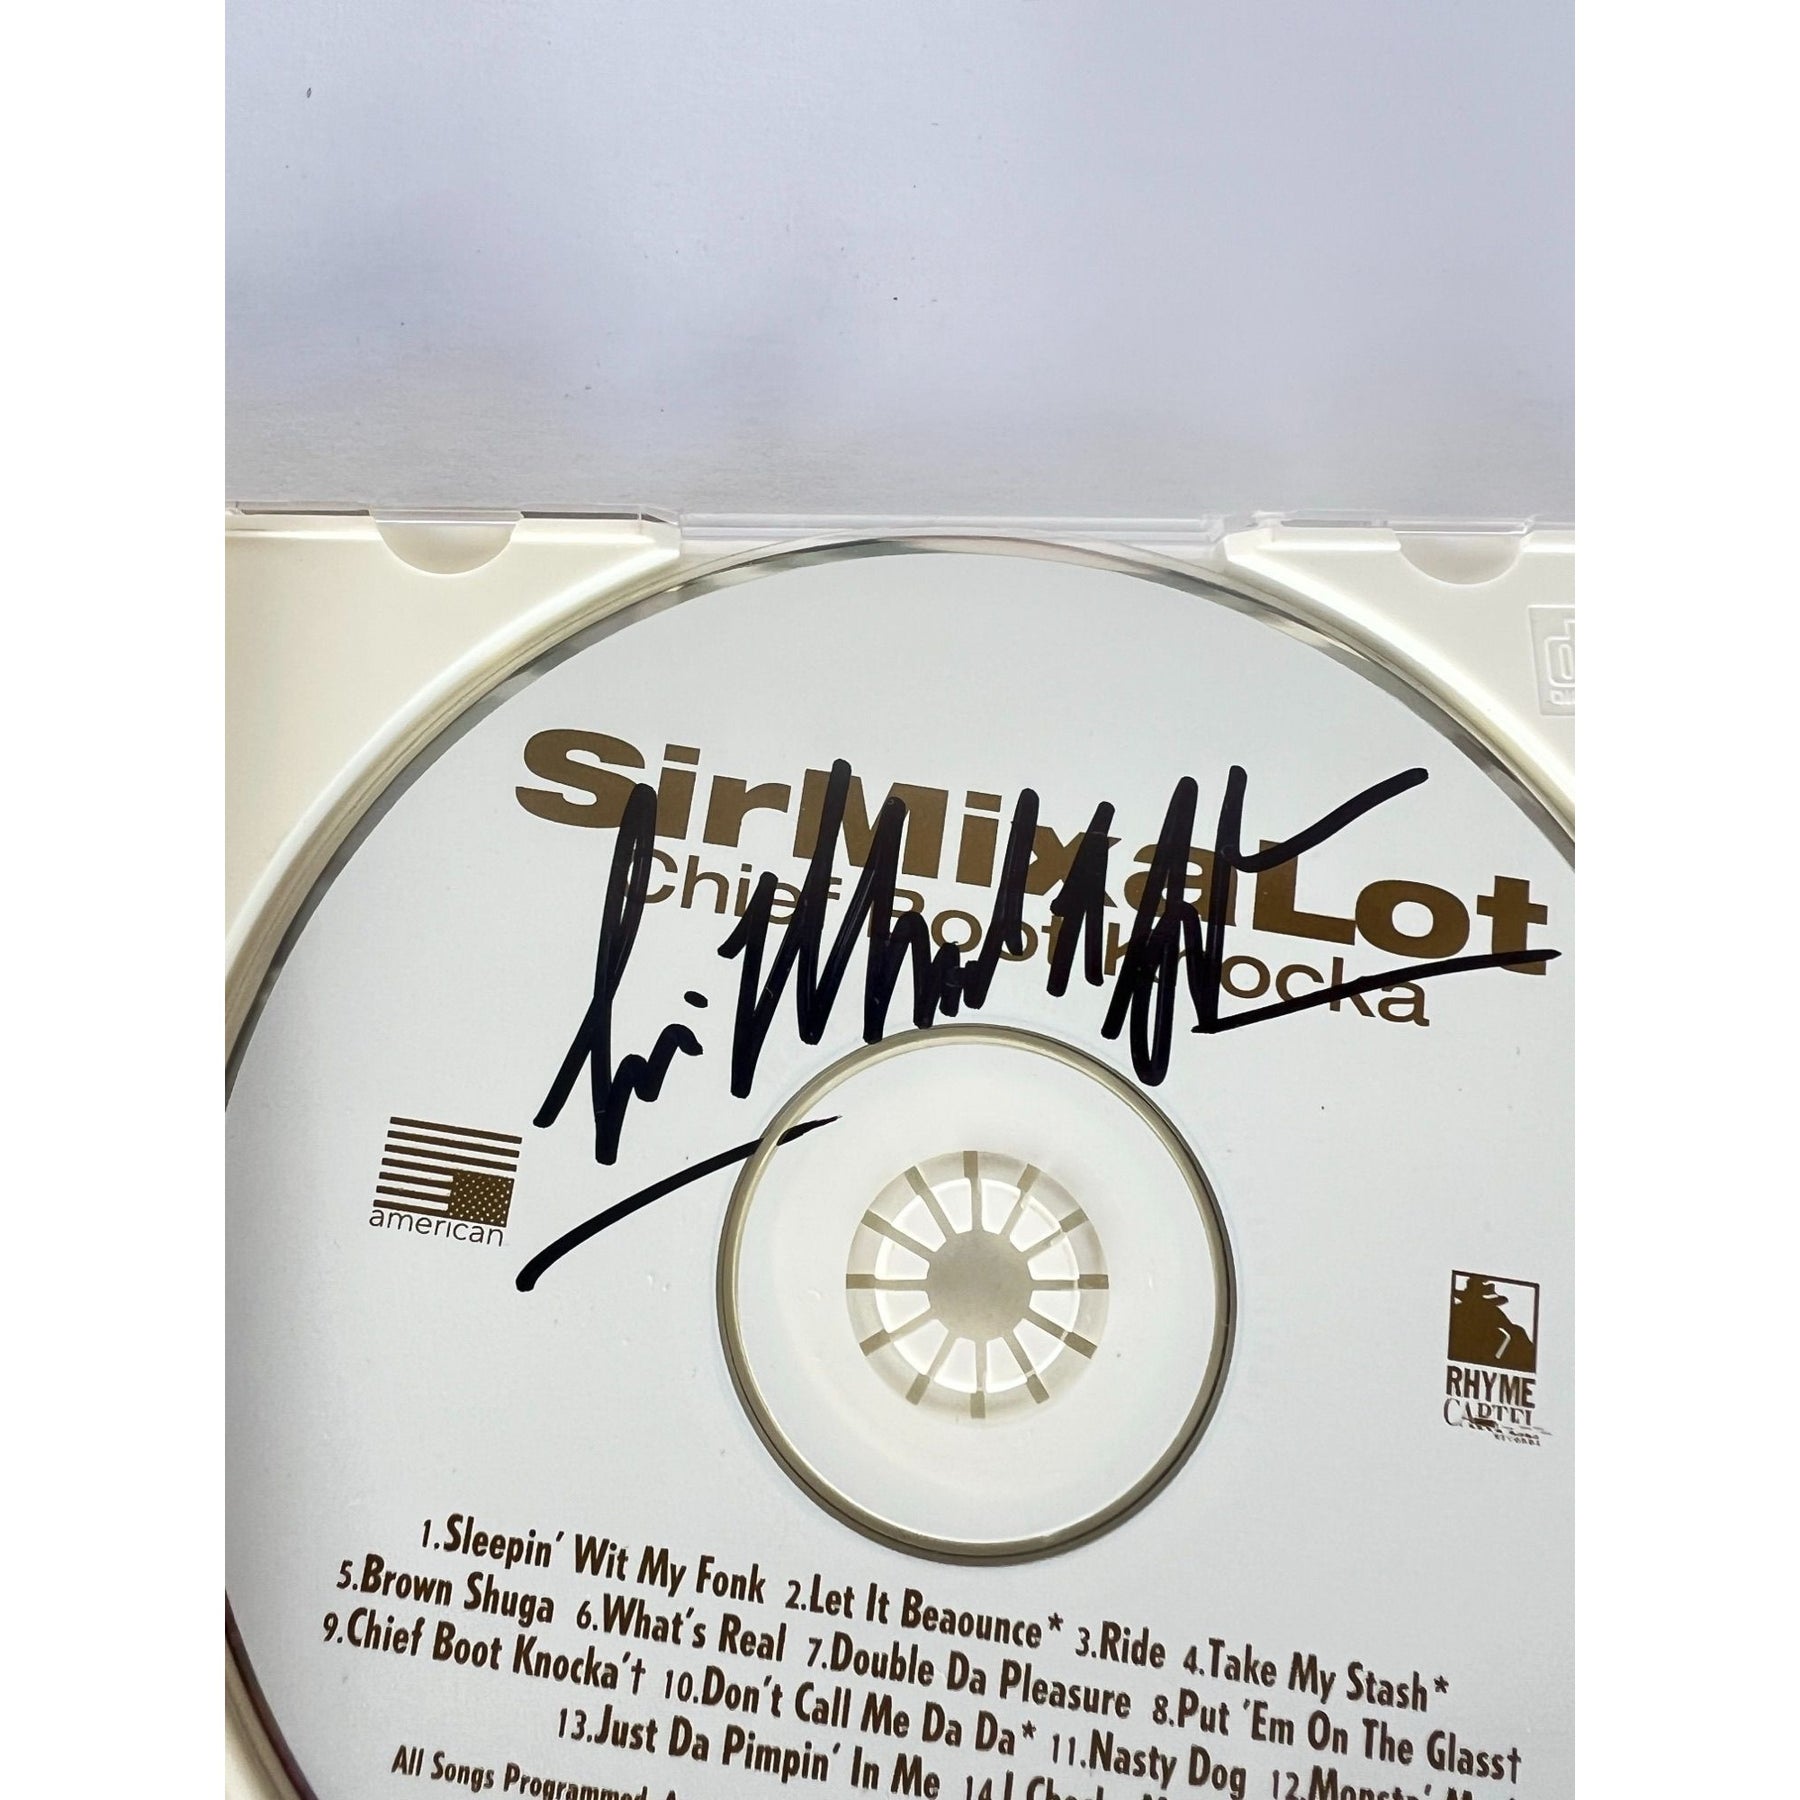 SirMixaLot
Chief Boot Knocka
american
RHYME
CARTEL
1.Sleepin' Wit My Fonk 2.Let It Beaounce* 3.Ride 4.Take My Stash*
5.Brown Shuga 6.What's Real 7.Double Da Pleasure 8.Put 'Em On The Glass†
9.Chief Boot Knocka'† 10.Don't Call Me Da Da* 11.Nasty Dog 12.
13.Just Da Pimpin' In Me 14.I
All Songs Programmed